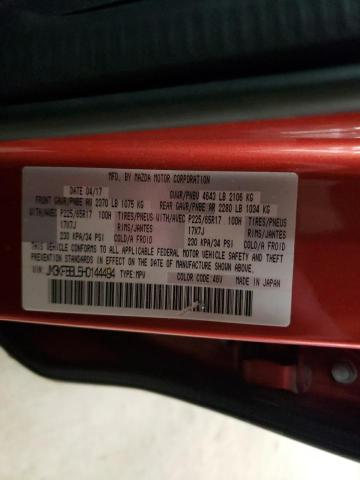 MFD. BY MAZDA MOTOR CORPORATION
DATE 04/17 GVWR/PNBV 4643 LB 2106 KG
FRONT GAWR/PNBE AV 2370 LB 1075 KG REAR GAWR/PNBE AR 2280 LB 1034 KG
WITH/AVEC P225/65R17 100H TIRES/PNEUS WITH/AVEC P225/65R17 100H TIRES/PNEUS
17X7J RIMS/JANTES 17X7J RIMS/JANTES
230 KPA/34 PSI COLD/A FROID 230 KPA/34 PSI COLD/A FROID
THIS VEHICLE CONFORMS TO ALL APPLICABLE FEDERAL MOTOR VEHICLE SAFETY, BUMPER, AND THEFT
PREVENTION STANDARDS IN EFFECT ON THE DATE OF MANUFACTURE SHOWN ABOVE.
JM3KFBBL5H0144494 TYPE: MPV COLOR CODE: 46V MADE IN JAPAN